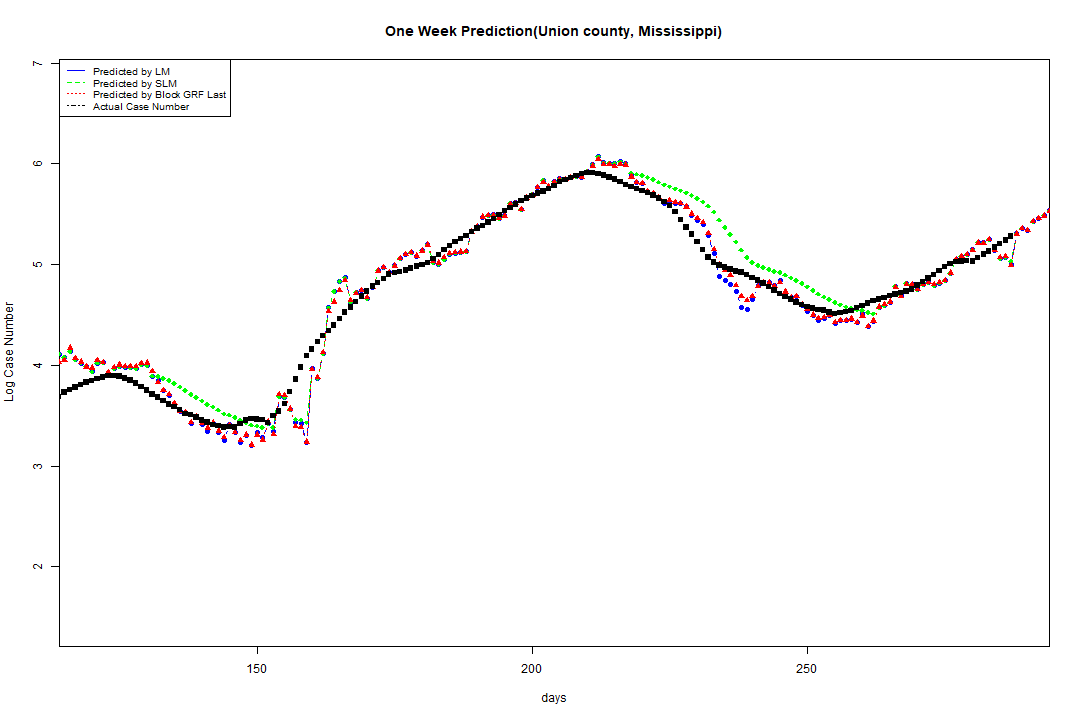 One Week Prediction(Union county, Mississippi)
7
Predicted by LM
Predicted by SLM
Predicted by Block GRF Last
Actual Case Number
6
5
4
3
2
Log Case Number
150 200 250
days